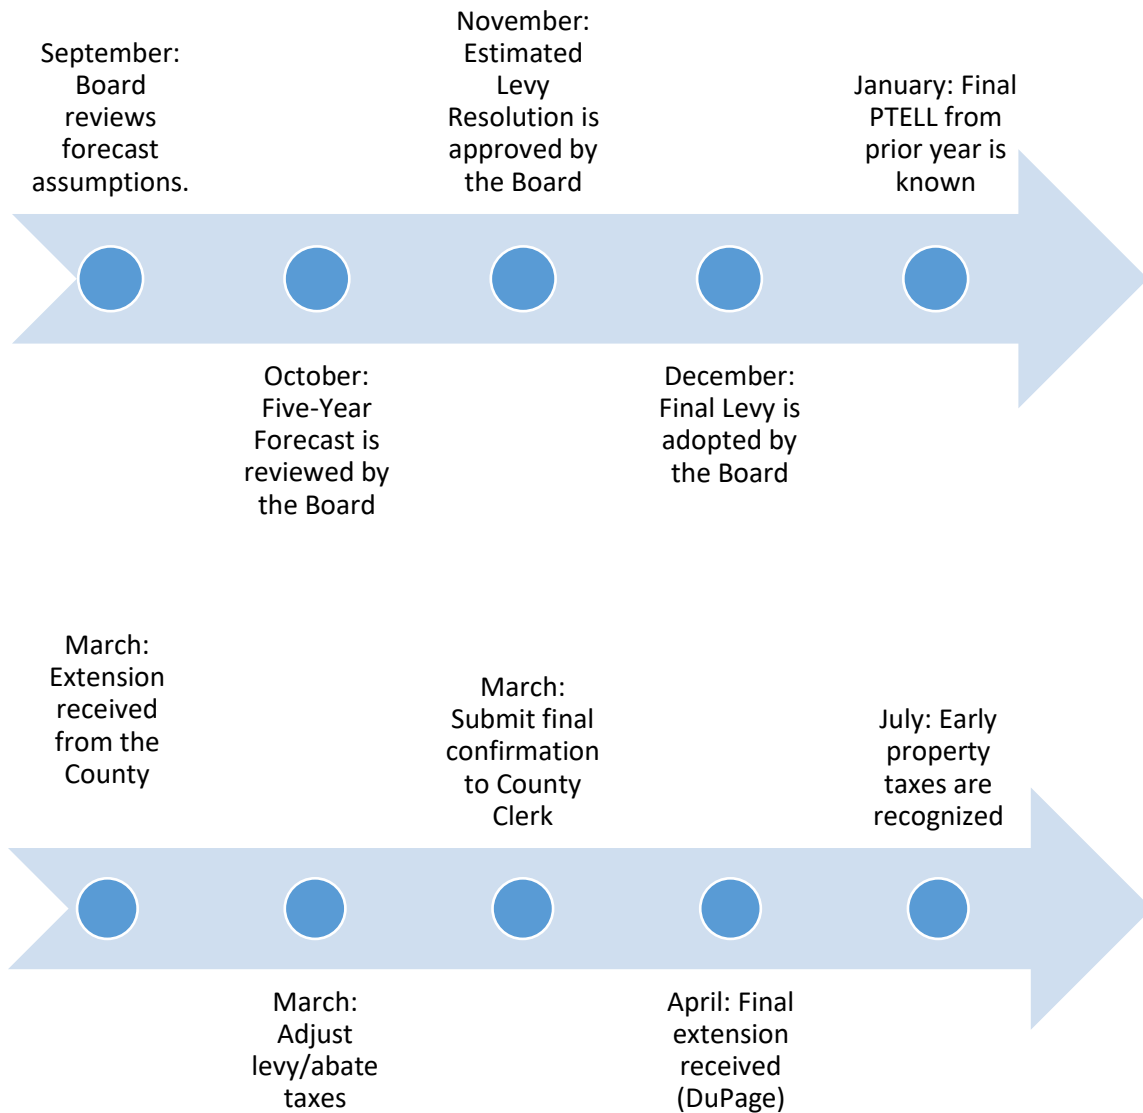 September:
Board
reviews
forecast
assumptions.
October:
Five-Year
Forecast is
reviewed by
the Board
November:
Estimated
Levy
Resolution is
approved by
the Board
December:
Final Levy is
adopted by
the Board
January: Final
PTELL from
prior year is
known
March:
Extension
received
from the
County
March:
Adjust
levy/abate
taxes
March:
Submit final
confirmation
to County
Clerk
April: Final
extension
received
(DuPage)
July: Early
property
taxes are
recognized